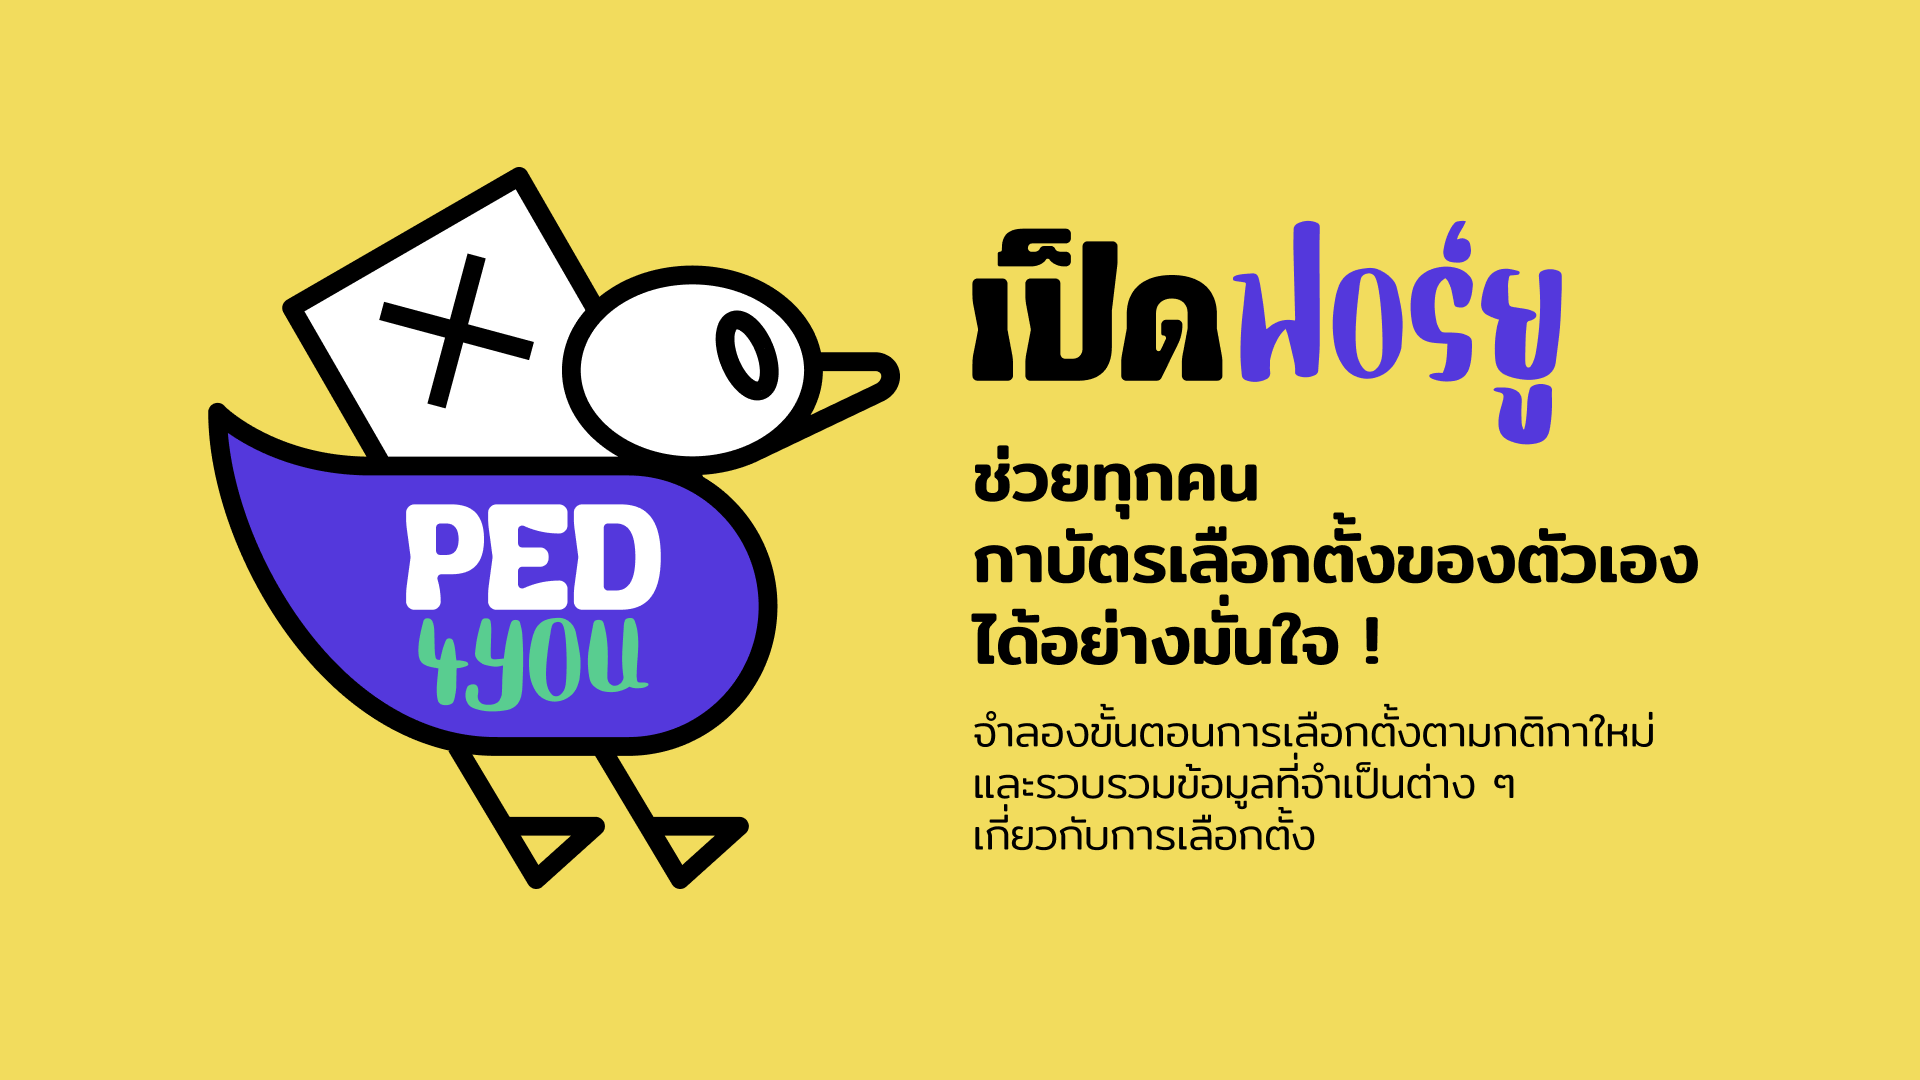 PED
4YOU
เป็ดฟอร์ยู
ช่วยทุกคน
กาบัตรเลือกตั้งของตัวเอง
ได้อย่างมั่นใจ !
จำลองขั้นตอนการเลือกตั้งตามกติกาใหม่
และรวบรวมข้อมูลที่จำเป็นต่าง ๆ
เกี่ยวกับการเลือกตั้ง